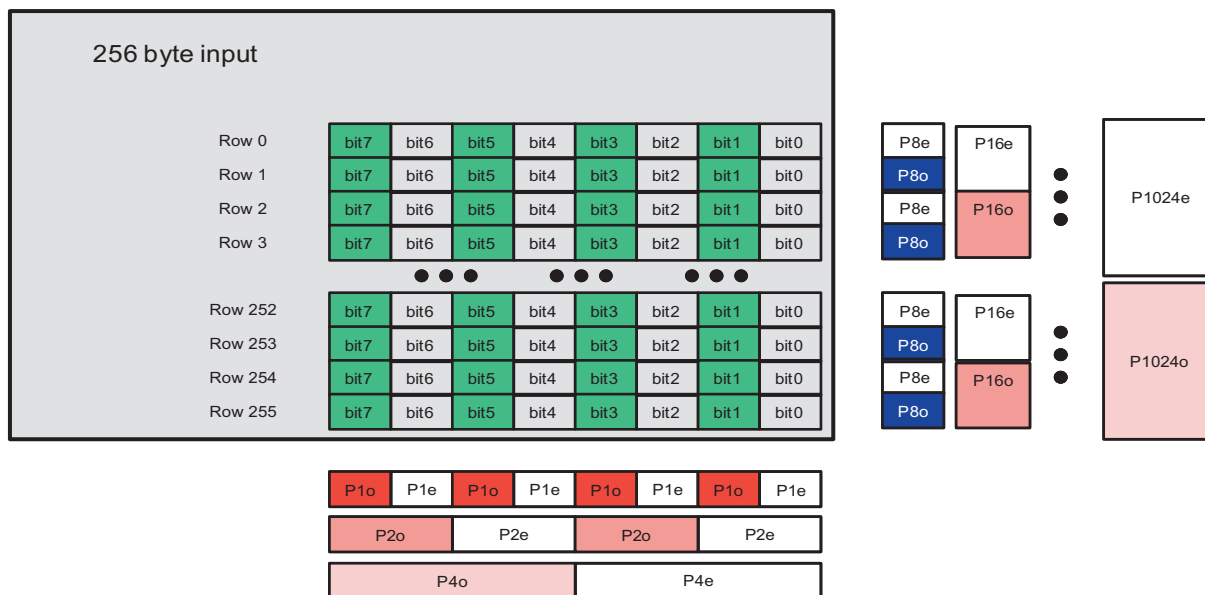 256 byte input
Row 0 bit7 bit6 bit5 bit4 bit3 bit2 bit1 bit0 P8e P16e
Row 1 bit7 bit6 bit5 bit4 bit3 bit2 bit1 bit0 P8o
P1024e
Row 2 bit7 bit6 bit5 bit4 bit3 bit2 bit1 bit0 P8e P16o
Row 3 bit7 bit6 bit5 bit4 bit3 bit2 bit1 bit0 P8o
Row 252 bit7 bit6 bit5 bit4 bit3 bit2 bit1 bit0 P8e P16e
Row 253 bit7 bit6 bit5 bit4 bit3 bit2 bit1 bit0 P8o
P1024o
Row 254 bit7 bit6 bit5 bit4 bit3 bit2 bit1 bit0 P8e P16o
Row 255 bit7 bit6 bit5 bit4 bit3 bit2 bit1 bit0 P8o
P1o P1e P1o P1e P1o P1e P1o P1e
P2o P2e P2o P2e
P4o P4e